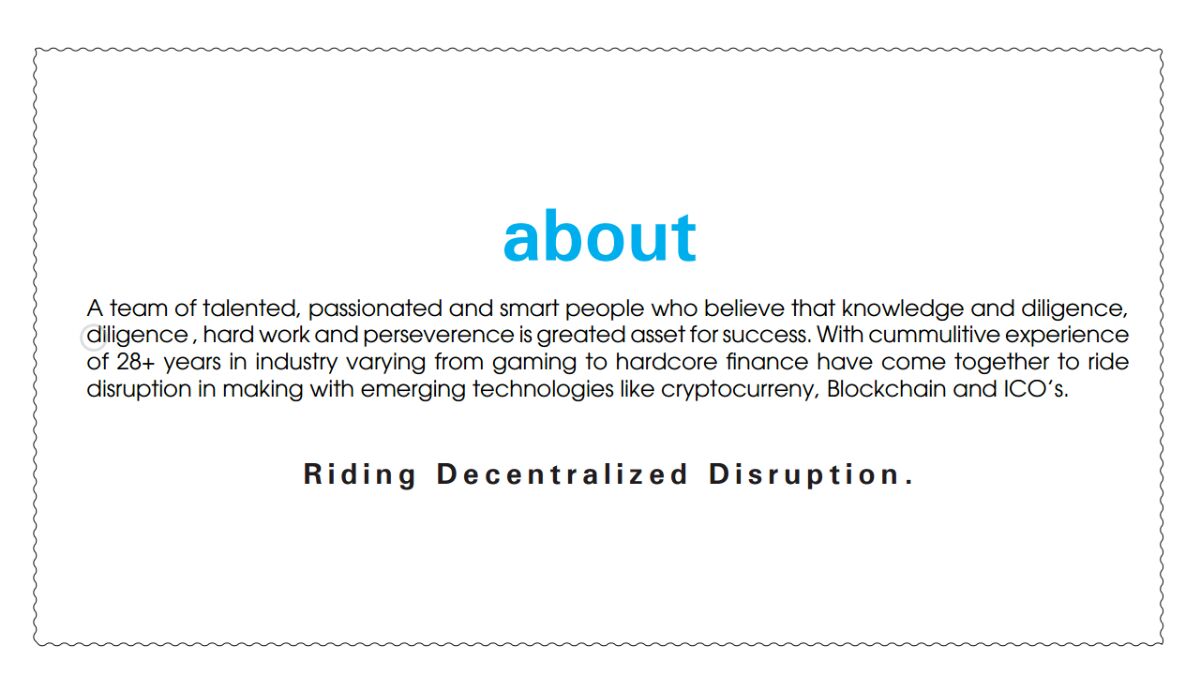 about
A team of talented, passionated and smart people who believe that knowledge and diligence,
diligence , hard work and perseverence is greated asset for success. With cummulitive experience
of 28+ years in industry varying from gaming to hardcore finance have come together to ride
disruption in making with emerging technologies like cryptocurreny, Blockchain and ICO’s.
Riding Decentralized Disruption.